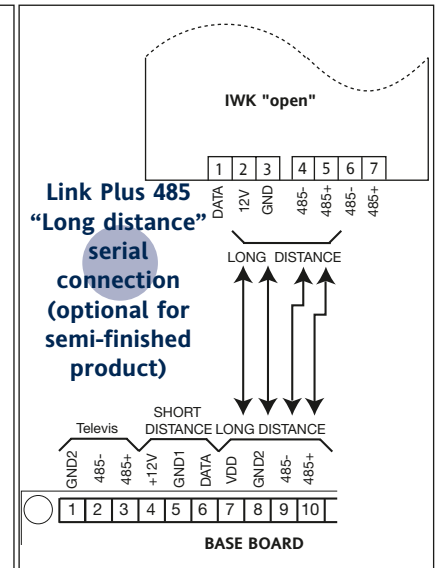 IWK "open"
1 2 3 4 5 6 7
DATA 12V GND 485- 485+ 485- 485+
Link Plus 485
“Long distance”
serial
connection
(optional for
semi-finished
product)
LONG DISTANCE
SHORT
Televis DISTANCE LONG DISTANCE
GND2 485- 485+ +12V GND1 DATA VDD GND2 485- 485+
1 2 3 4 5 6 7 8 9 10
BASE BOARD